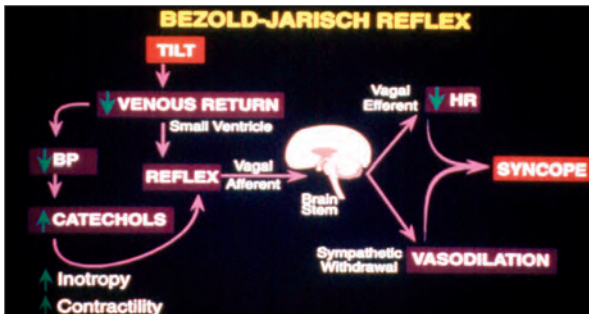 BEZOLD-JARISCH REFLEX
TILT
↓ VENOUS RETURN
Small Ventricle
↓ BP
REFLEX
Vagal
Afferent
↑ CATECHOLS
↑ Inotropy
↑ Contractility
Brain
Stem
Vagal
Efferent
↓ HR
SYNCOPE
Sympathetic
Withdrawal
VASODILATION